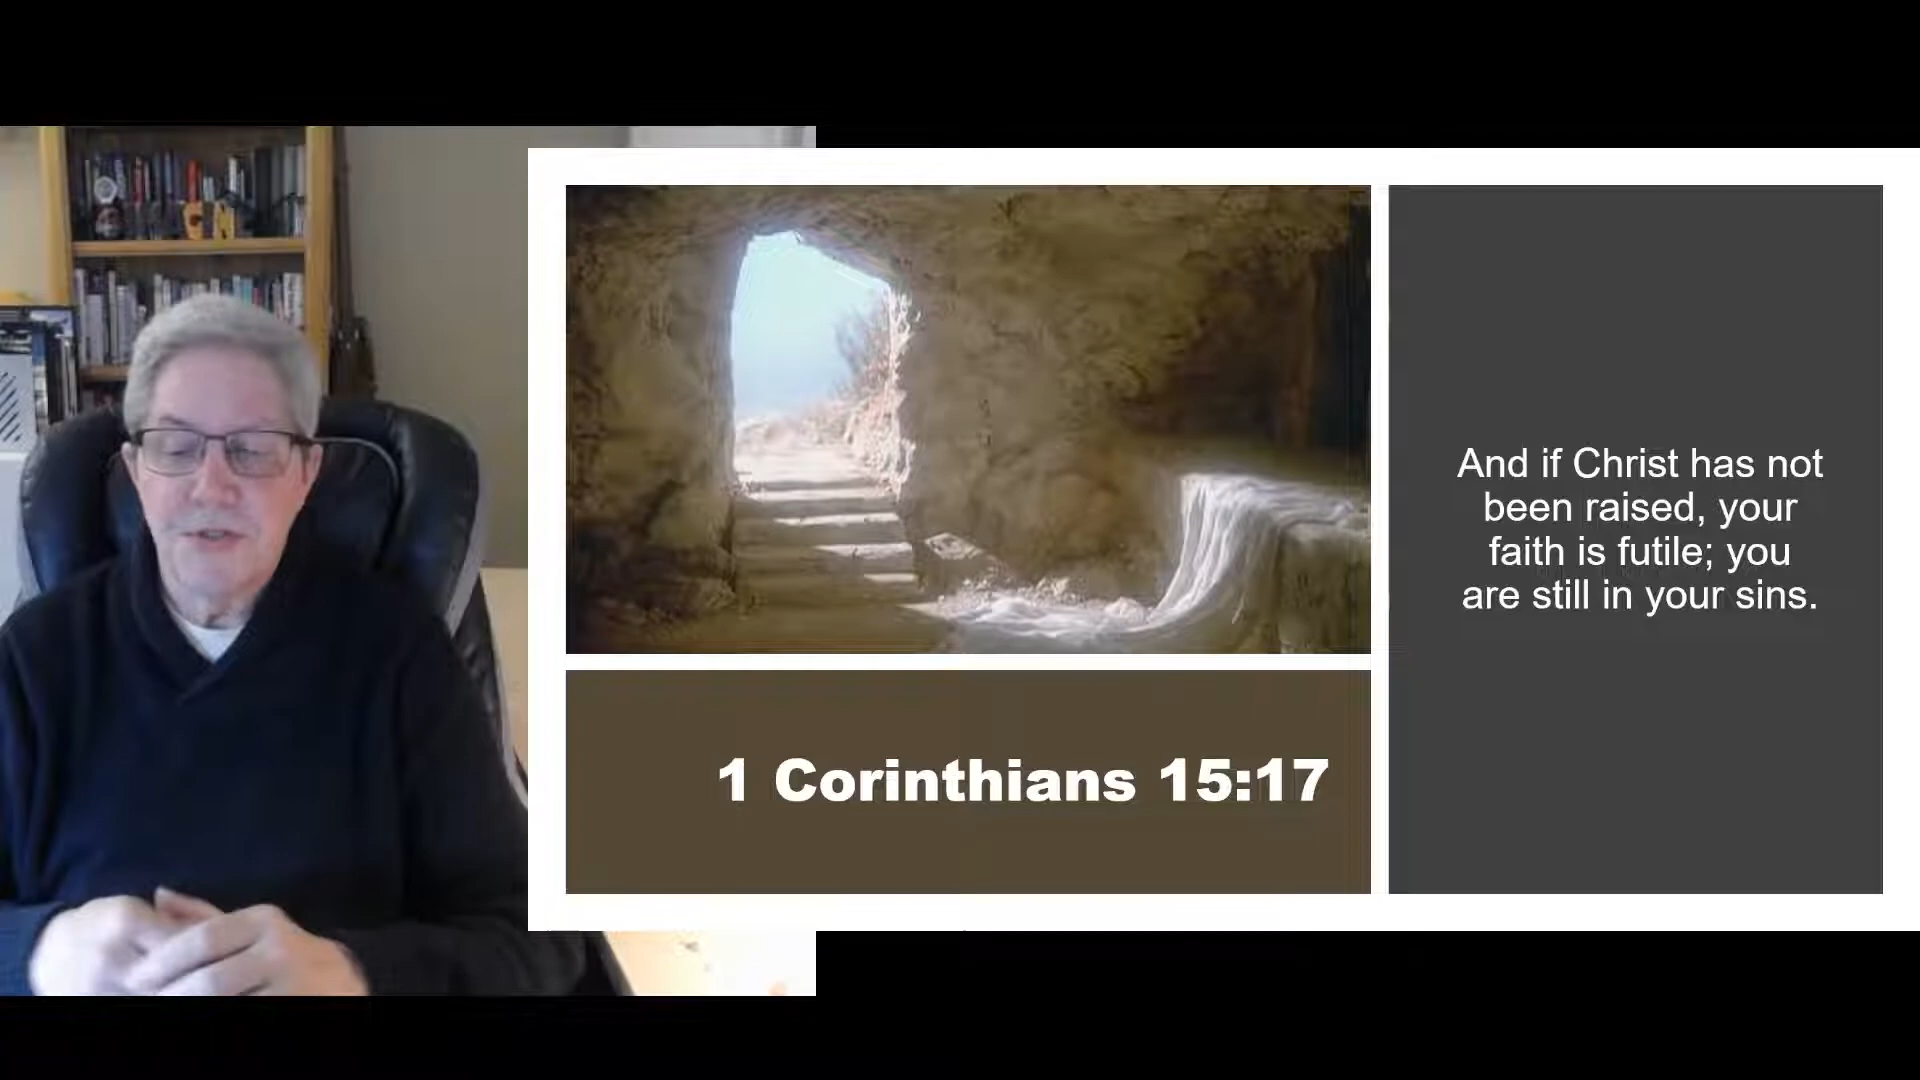 And if Christ has not
been raised, your
faith is futile; you
are still in your sins.
1 Corinthians 15:17